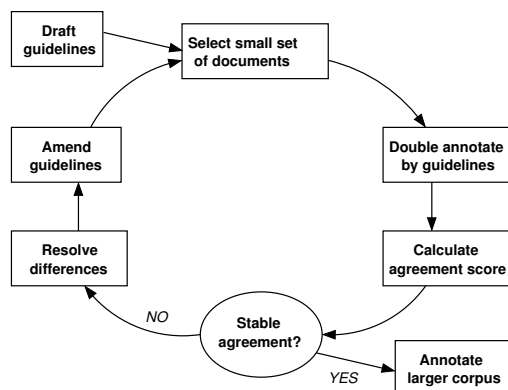 Draft
guidelines
Select small set
of documents
Amend
guidelines
Double annotate
by guidelines
Resolve
differences
Calculate
agreement score
NO
Stable
agreement?
YES
Annotate
larger corpus